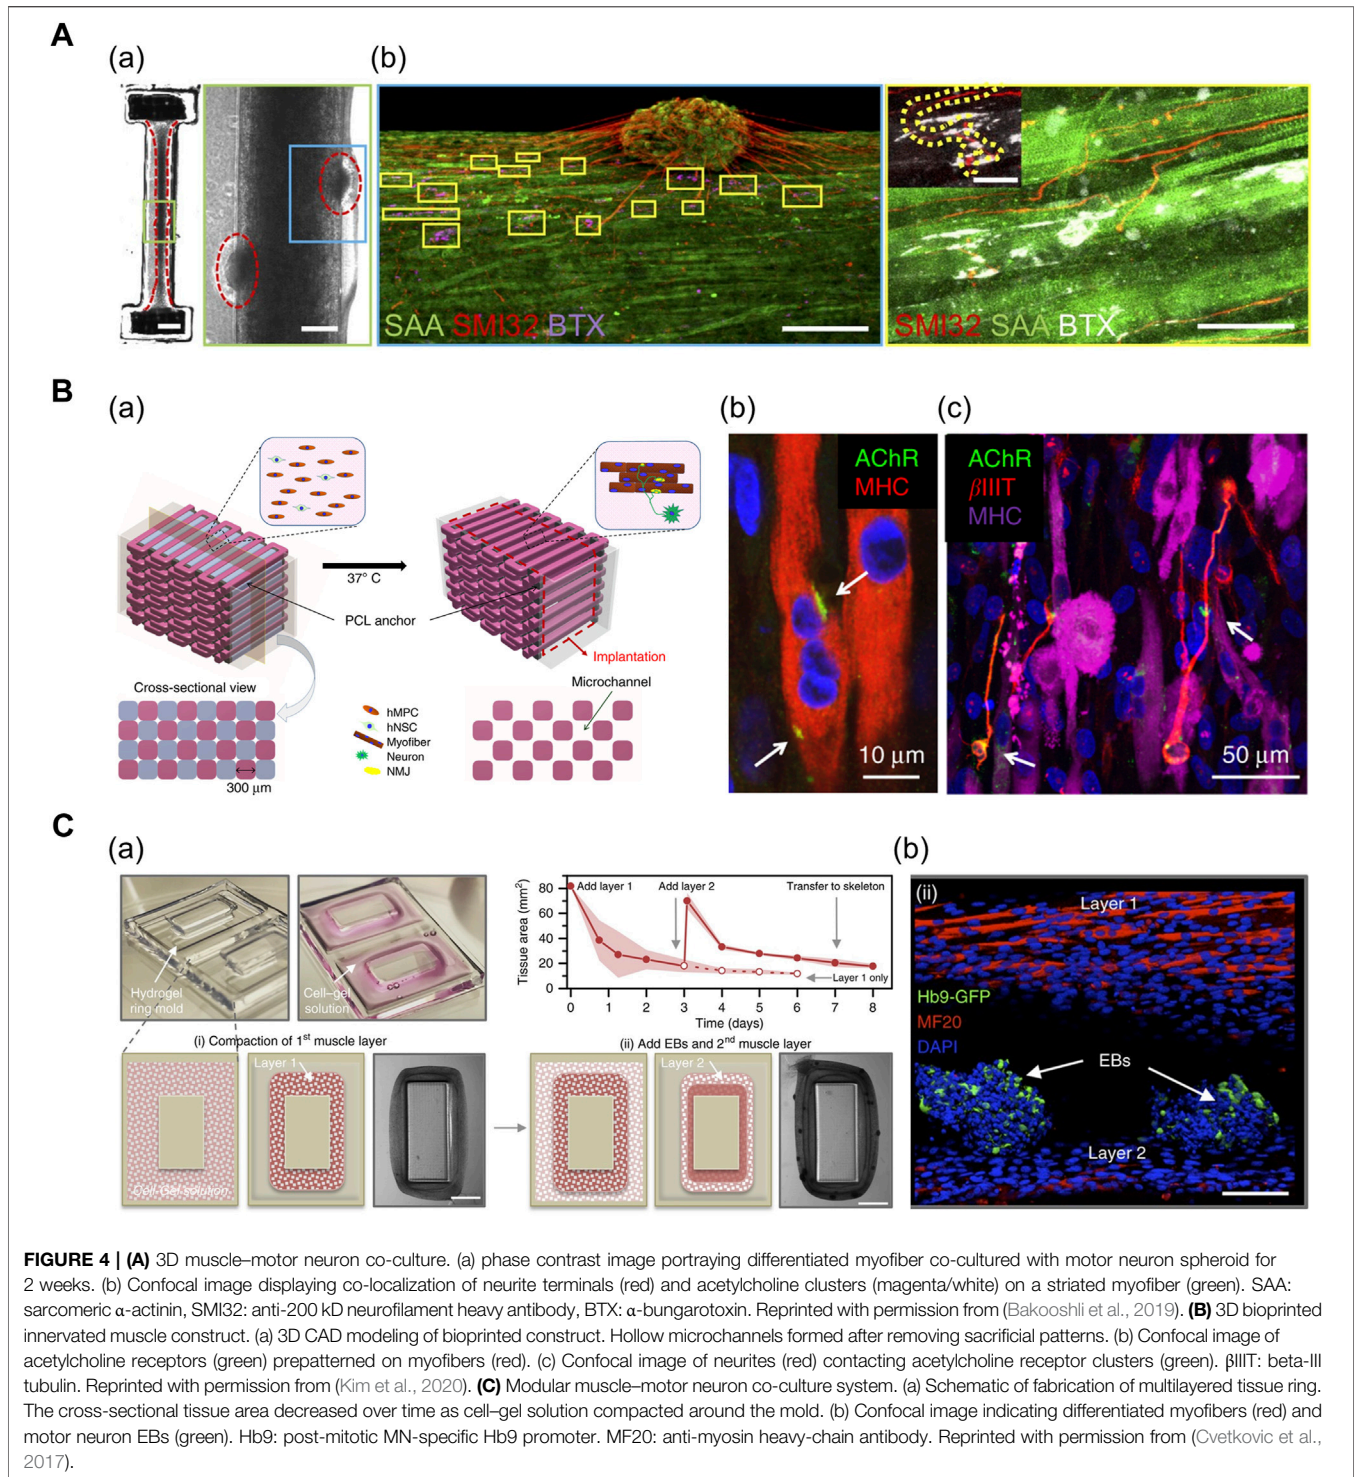 A
(a)
(b)
SAA SMI32 BTX
SMI32 SAA BTX
B
(a)
(b)
(c)
37° C
PCL anchor
Implantation
Microchannel
Cross-sectional view
300 μm
hMPC
hNSC
Myofiber
Neuron
NMJ
AChR
MHC
10 μm
AChR
βIIIT
MHC
50 μm
C
(a)
(b)
Hydrogel
ring mold
Cell–gel
solution
Tissue area (mm²)
80
60
40
20
0
Add layer 1
Add layer 2
Transfer to skeleton
Layer 1 only
0 1 2 3 4 5 6 7 8
Time (days)
(i) Compaction of 1st muscle layer
(ii) Add EBs and 2nd muscle layer
Cell-Gel solution
Layer 1
Layer 2
(ii)
Layer 1
Hb9-GFP
MF20
DAPI
EBs
Layer 2
FIGURE 4 | (A) 3D muscle–motor neuron co-culture. (a) phase contrast image portraying differentiated myofiber co-cultured with motor neuron spheroid for
2 weeks. (b) Confocal image displaying co-localization of neurite terminals (red) and acetylcholine clusters (magenta/white) on a striated myofiber (green). SAA:
sarcomeric α-actinin, SMI32: anti-200 kD neurofilament heavy antibody, BTX: α-bungarotoxin. Reprinted with permission from (Bakooshli et al., 2019). (B) 3D bioprinted
innervated muscle construct. (a) 3D CAD modeling of bioprinted construct. Hollow microchannels formed after removing sacrificial patterns. (b) Confocal image of
acetylcholine receptors (green) prepatterned on myofibers (red). (c) Confocal image of neurites (red) contacting acetylcholine receptor clusters (green). βIIIT: beta-III
tubulin. Reprinted with permission from (Kim et al., 2020). (C) Modular muscle–motor neuron co-culture system. (a) Schematic of fabrication of multilayered tissue ring.
The cross-sectional tissue area decreased over time as cell–gel solution compacted around the mold. (b) Confocal image indicating differentiated myofibers (red) and
motor neuron EBs (green). Hb9: post-mitotic MN-specific Hb9 promoter. MF20: anti-myosin heavy-chain antibody. Reprinted with permission from (Cvetkovic et al.,
2017).